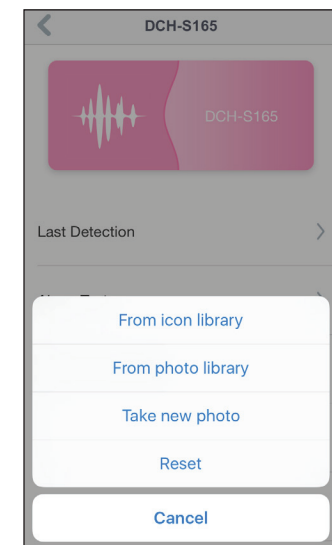 DCH-S165
DCH-S165
Last Detection
From icon library
From photo library
Take new photo
Reset
Cancel